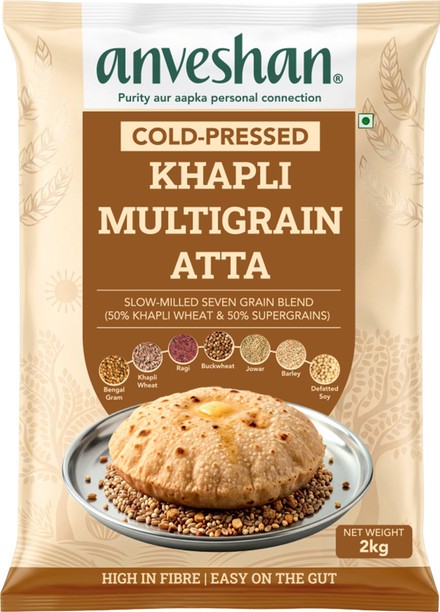 anveshan®
Purity aur aapka personal connection
COLD-PRESSED
KHAPLI
MULTIGRAIN
ATTA
SLOW-MILLED SEVEN GRAIN BLEND
(50% KHAPLI WHEAT & 50% SUPERGRAINS)
Bengal
Gram
Khapli
Wheat
Ragi
Buckwheat
Jowar
Barley
Defatted
Soy
NET WEIGHT
2kg
HIGH IN FIBRE | EASY ON THE GUT